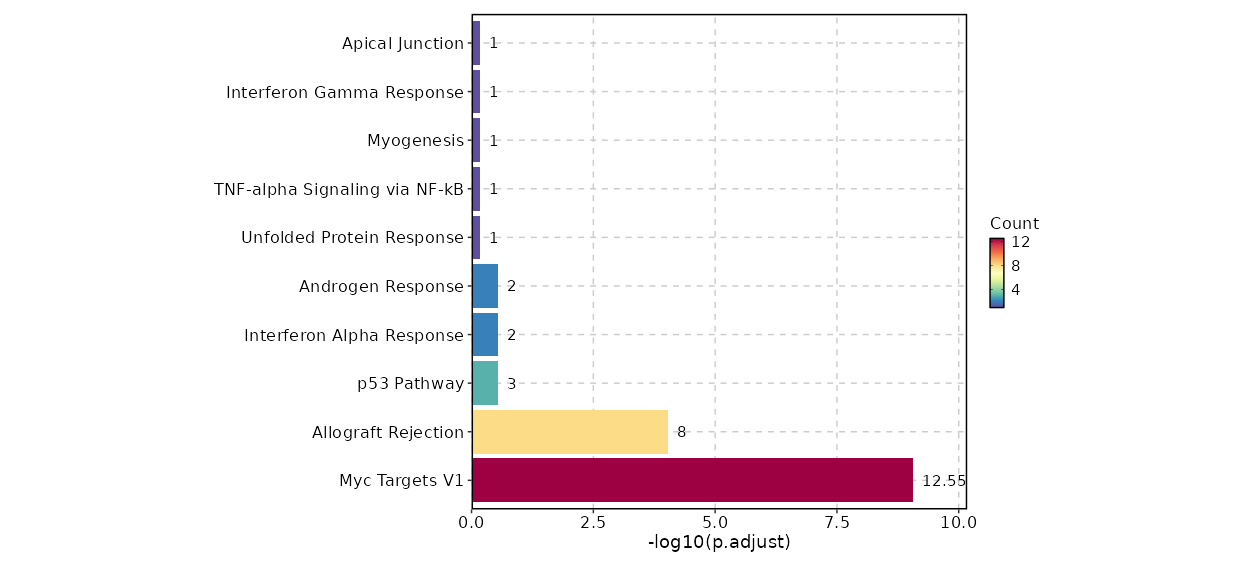 Apical Junction 1
Interferon Gamma Response 1
Myogenesis 1
TNF-alpha Signaling via NF-kB 1
Unfolded Protein Response 1
Androgen Response 2
Interferon Alpha Response 2
p53 Pathway 3
Allograft Rejection 8
Myc Targets V1 12.55
0.0 2.5 5.0 7.5 10.0
-log10(p.adjust)
Count
12
8
4